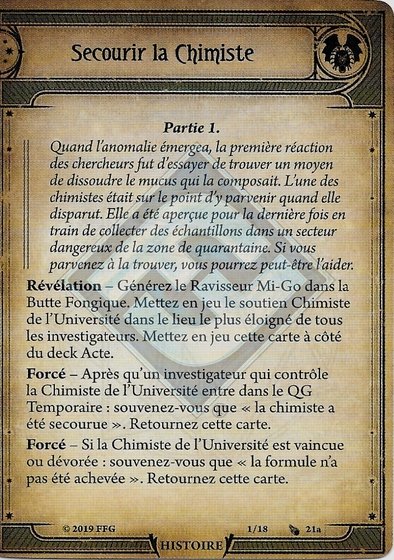 Secourir la Chimiste
Partie 1.
Quand l'anomalie émergea, la première réaction
des chercheurs fut d'essayer de trouver un moyen
de dissoudre le mucus qui la composait. L'une des
chimistes était sur le point d'y parvenir quand elle
disparut. Elle a été aperçue pour la dernière fois en
train de collecter des échantillons dans un secteur
dangereux de la zone de quarantaine. Si vous
parvenez à la trouver, vous pourrez peut-être l'aider.
Révélation – Générez le Ravisseur Mi-Go dans la
Butte Fongique. Mettez en jeu le soutien Chimiste
de l'Université dans le lieu le plus éloigné de tous
les investigateurs. Mettez en jeu cette carte à côté
du deck Acte.
Forcé – Après qu'un investigateur qui contrôle
la Chimiste de l'Université entre dans le QG
Temporaire : souvenez-vous que « la chimiste a
été secourue ». Retournez cette carte.
Forcé – Si la Chimiste de l'Université est vaincue
ou dévorée : souvenez-vous que « la formule n'a
pas été achevée ». Retournez cette carte.
© 2019 FFG 1/18 21a
HISTOIRE